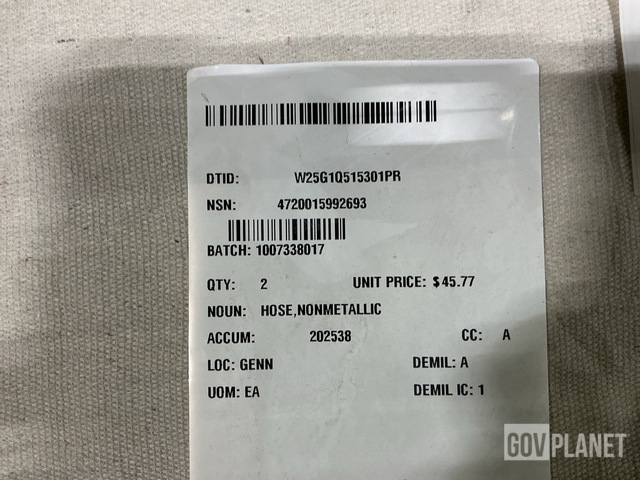 DTID: W25G1Q515301PR
NSN: 4720015992693
BATCH: 1007338017
QTY: 2 UNIT PRICE: $45.77
NOUN: HOSE,NONMETALLIC
ACCUM: 202538 CC: A
LOC: GENN DEMIL: A
UOM: EA DEMIL IC: 1
GOVPLANET